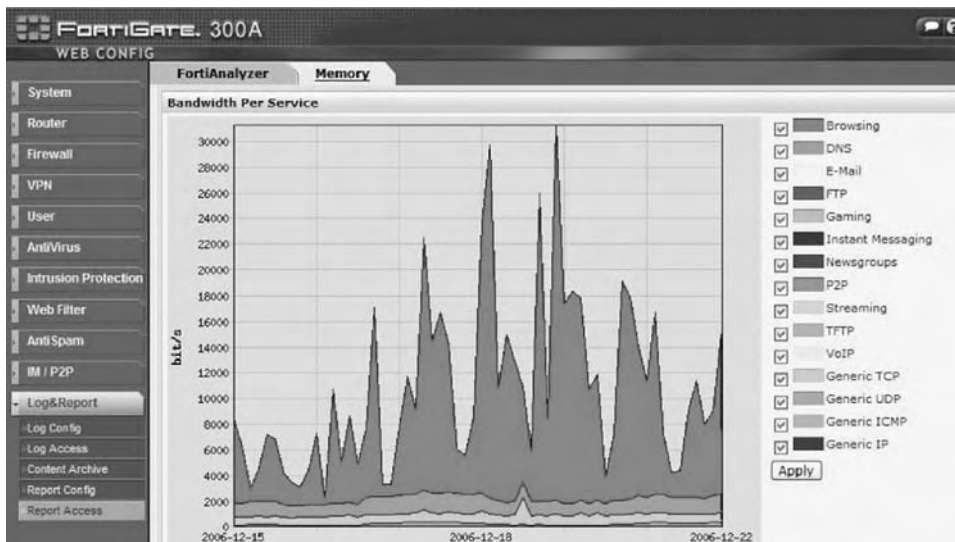 FORTIGATE. 300A
WEB CONFIG
FortiAnalyzer
Memory
System
Router
Firewall
VPN
User
AntiVirus
Intrusion Protection
Web Filter
AntiSpam
IM / P2P
Log&Report
Log Config
Log Access
Content Archive
Report Config
Report Access
Bandwidth Per Service
bit/s
30000
28000
26000
24000
22000
20000
18000
16000
14000
12000
10000
8000
6000
4000
2000
0
2006-12-15
2006-12-18
2006-12-22
Browsing
DNS
E-Mail
FTP
Gaming
Instant Messaging
Newsgroups
P2P
Streaming
TFTP
VoIP
Generic TCP
Generic UDP
Generic ICMP
Generic IP
Apply